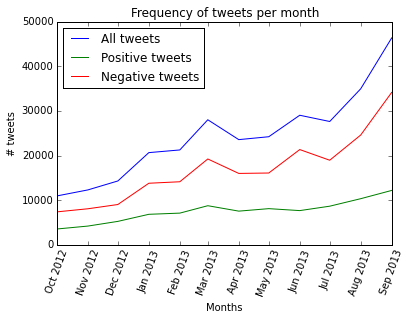 Frequency of tweets per month
50000
40000
30000
20000
10000
0
# tweets
All tweets
Positive tweets
Negative tweets
Oct 2012
Nov 2012
Dec 2012
Jan 2013
Feb 2013
Mar 2013
Apr 2013
May 2013
Jun 2013
Jul 2013
Aug 2013
Sep 2013
Months